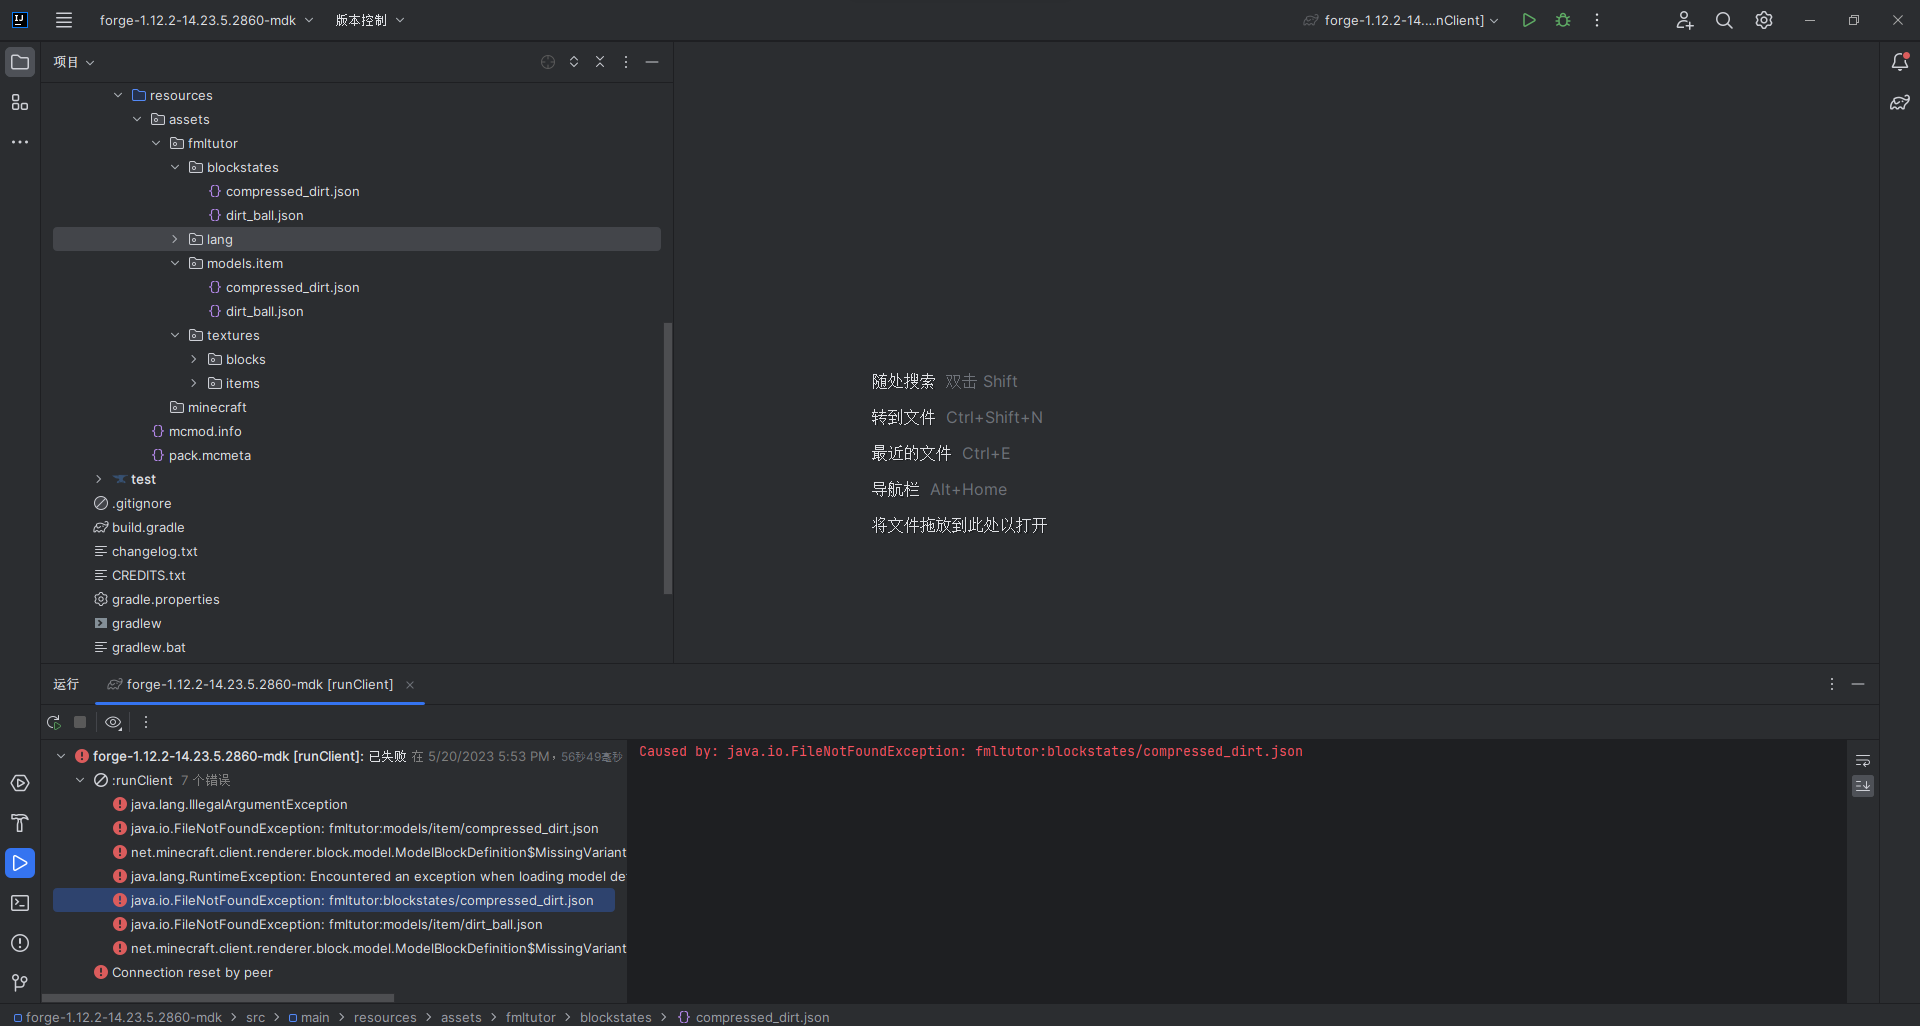 forge-1.12.2-14.23.5.2860-mdk 版本控制 forge-1.12.2-14....nClient]
项目
resources
assets
fmltutor
blockstates
compressed_dirt.json
dirt_ball.json
lang
models.item
compressed_dirt.json
dirt_ball.json
textures
blocks
items
minecraft
mcmod.info
pack.mcmeta
test
.gitignore
build.gradle
changelog.txt
CREDITS.txt
gradle.properties
gradlew
gradlew.bat
随处搜索 双击 Shift
转到文件 Ctrl+Shift+N
最近的文件 Ctrl+E
导航栏 Alt+Home
将文件拖放到此处以打开
运行 forge-1.12.2-14.23.5.2860-mdk [runClient]
forge-1.12.2-14.23.5.2860-mdk [runClient]: 已失败 在 5/20/2023 5:53 PM，56秒49毫秒
:runClient 7 个错误
java.lang.IllegalArgumentException
java.io.FileNotFoundException: fmltutor:models/item/compressed_dirt.json
net.minecraft.client.renderer.block.model.ModelBlockDefinition$MissingVariant
java.lang.RuntimeException: Encountered an exception when loading model de
java.io.FileNotFoundException: fmltutor:blockstates/compressed_dirt.json
java.io.FileNotFoundException: fmltutor:models/item/dirt_ball.json
net.minecraft.client.renderer.block.model.ModelBlockDefinition$MissingVariant
Connection reset by peer
Caused by: java.io.FileNotFoundException: fmltutor:blockstates/compressed_dirt.json
forge-1.12.2-14.23.5.2860-mdk > src > main > resources > assets > fmltutor > blockstates > compressed_dirt.json